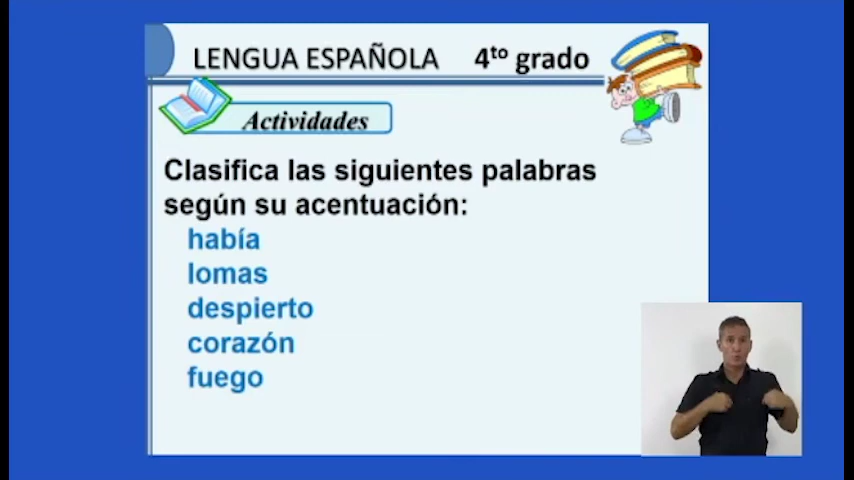 LENGUA ESPAÑOLA 4to grado
Actividades
Clasifica las siguientes palabras
según su acentuación:
había
lomas
despierto
corazón
fuego